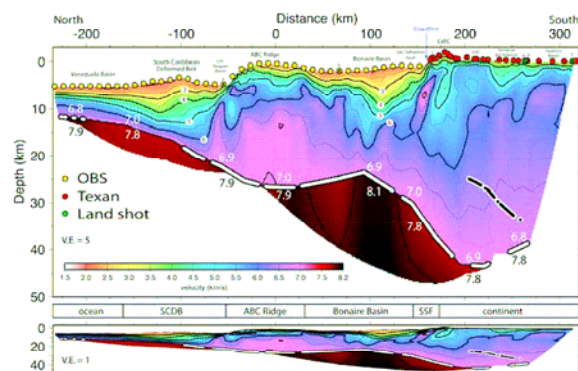 North Distance (km) South
-200 -100 0 100 200 300
Coastline
CATC
Venezuela Basin South Caribbean Deformed Belt ABC Ridge Bonaire Basin
Depth (km)
0
10
20
30
40
50
6.8 7.0 6.9 7.0 6.9 7.0 6.9 6.8
7.9 7.8 7.9 7.9 8.1 7.8 7.8 7.8
OBS
Texan
Land shot
V.E. = 5
1.5 2.0 2.5 3.0 3.5 4.0 4.5 5.0 5.5 6.0 6.5 7.0 7.5 8.2
velocity (km/s)
ocean SCDB ABC Ridge Bonaire Basin SSF continent
0
20
40
V.E. = 1